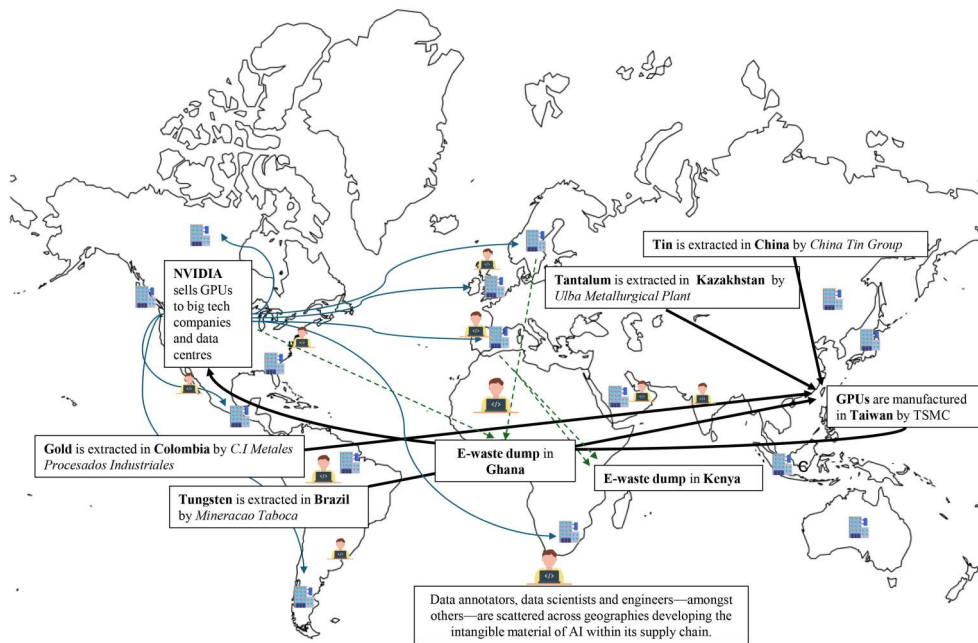 Tin is extracted in China by China Tin Group
NVIDIA
sells GPUs
to big tech
companies
and data
centres
Tantalum is extracted in Kazakhstan by
Ulba Metallurgical Plant
GPUs are manufactured
in Taiwan by TSMC
Gold is extracted in Colombia by C.I Metales
Procesados Industriales
E-waste dump in
Ghana
E-waste dump in Kenya
Tungsten is extracted in Brazil
by Mineracao Taboca
Data annotators, data scientists and engineers—amongst
others—are scattered across geographies developing the
intangible material of AI within its supply chain.